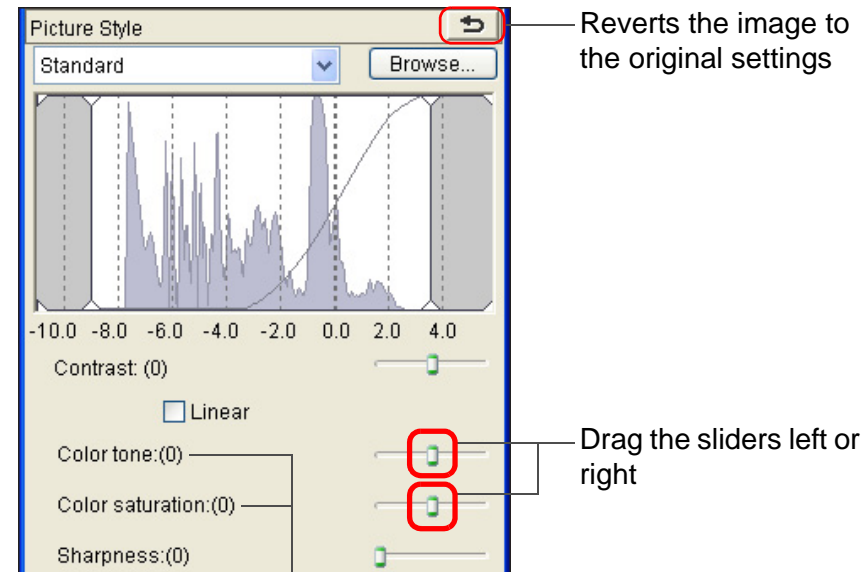 Picture Style
Reverts the image to
the original settings
Standard
Browse...
-10.0 -8.0 -6.0 -4.0 -2.0 0.0 2.0 4.0
Contrast: (0)
Linear
Color tone:(0)
Drag the sliders left or
right
Color saturation:(0)
Sharpness:(0)